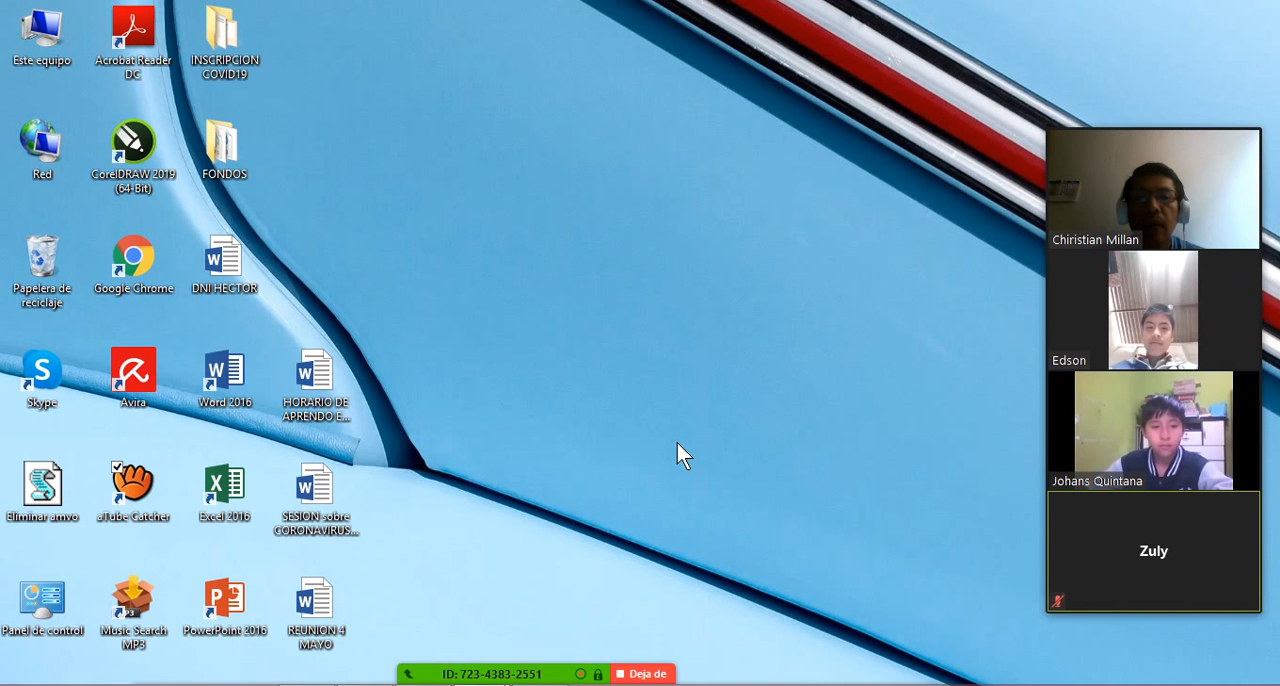 Este equipo
Acrobat Reader
DC
INSCRIPCION
COVID19
Red
CorelDRAW 2019
(64-Bit)
FONDOS
Papelera de
reciclaje
Google Chrome
DNI HECTOR
Skype
Avira
Word 2016
HORARIO DE
APRENDO E...
Eliminar amvo
aTube Catcher
Excel 2016
SESION sobre
CORONAVIRUS...
Panel de control
Music Search
MP3
PowerPoint 2016
REUNION 4
MAYO
Chiristian Millan
Edson
Johans Quintana
Zuly
ID: 723-4383-2551
Deja de